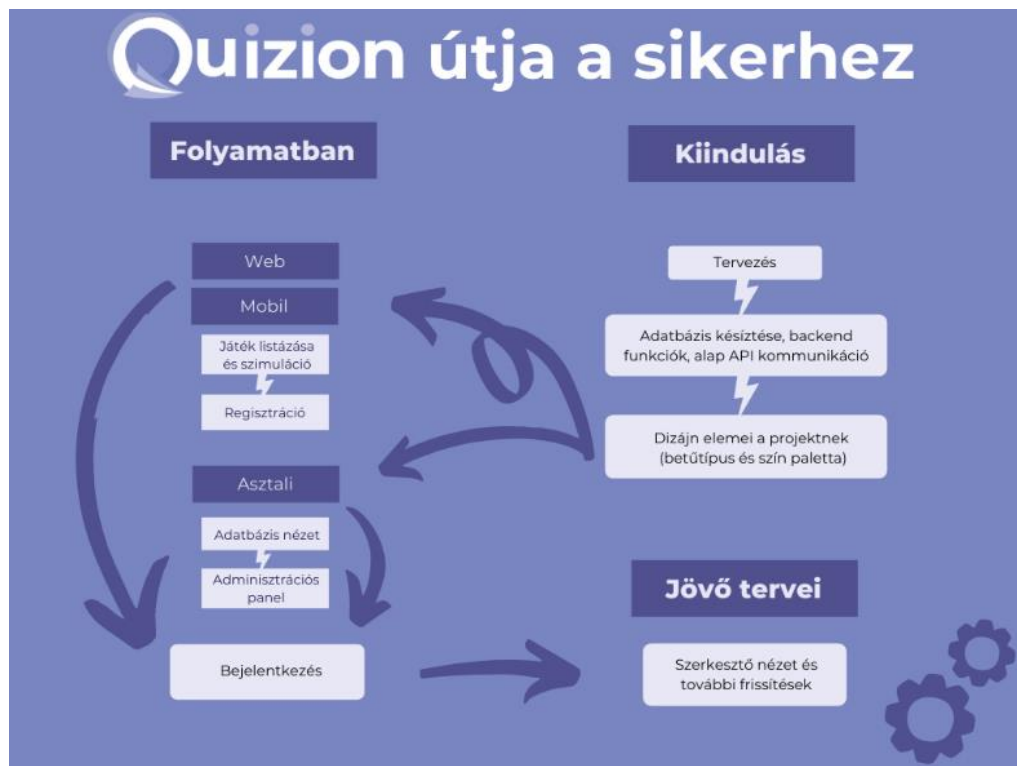 Quizion útja a sikerhez
Folyamatban
Web
Mobil
Játék listázása
és szimuláció
Regisztráció
Asztali
Adatbázis nézet
Adminisztrációs
panel
Bejelentkezés
Kiindulás
Tervezés
Adatbázis készítése, backend
funkciók, alap API kommunikáció
Dizájn elemei a projektnek
(betűtípus és szín paletta)
Jövő tervei
Szerkesztő nézet és
további frissítések